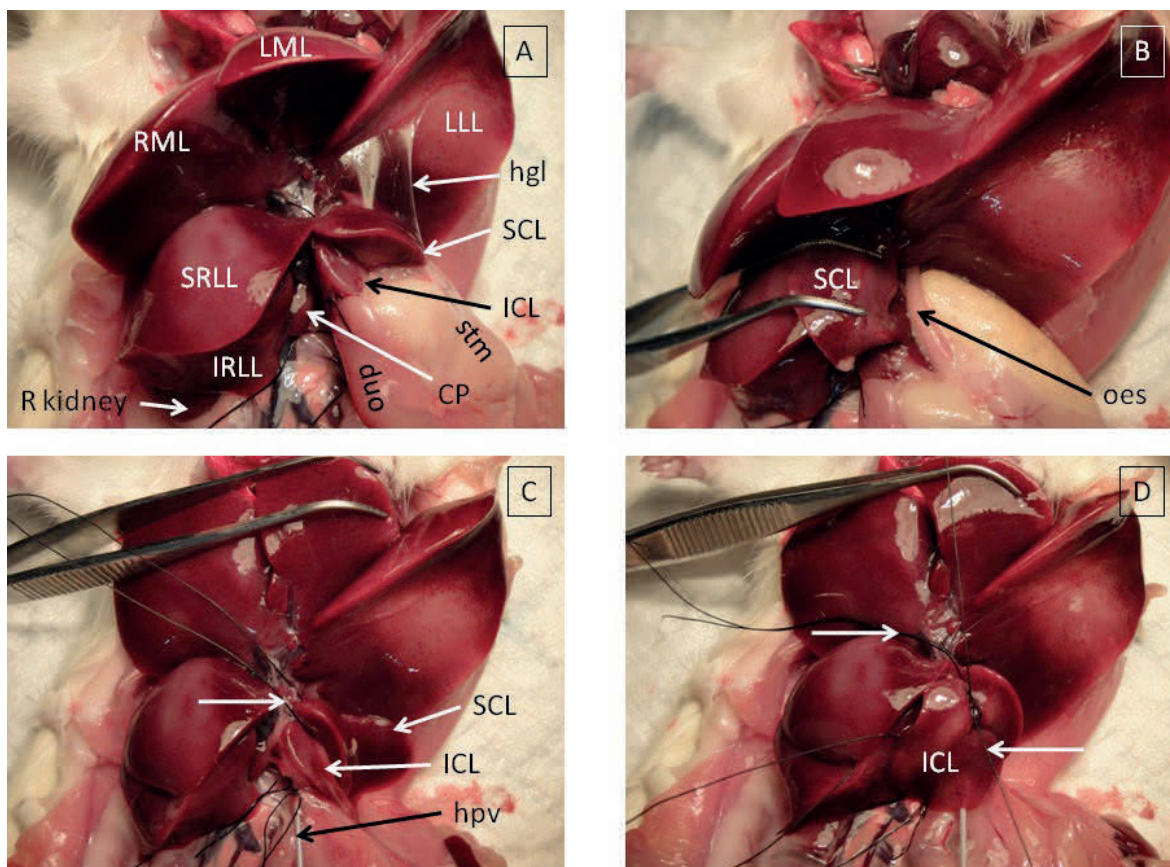 A
LML
RML
LLL
hgl
SCL
SRLL
ICL
stm
IRLL
duo
CP
R kidney
B
SCL
oes
C
SCL
ICL
hpv
D
ICL